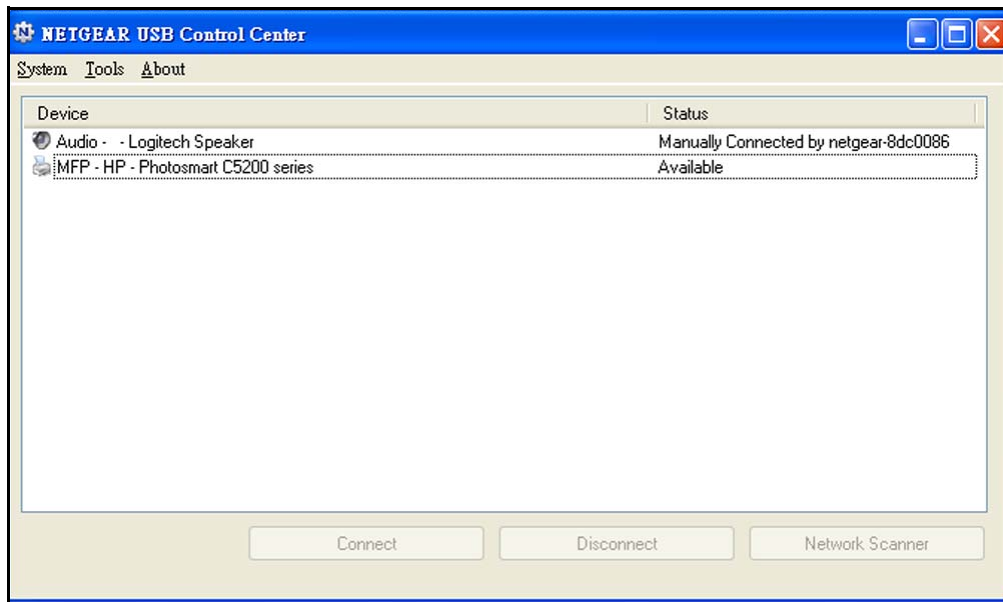 NETGEAR USB Control Center
System Tools About
Device Status
Audio - - Logitech Speaker Manually Connected by netgear-8dc0086
MFP - HP - Photosmart C5200 series Available
Connect Disconnect Network Scanner